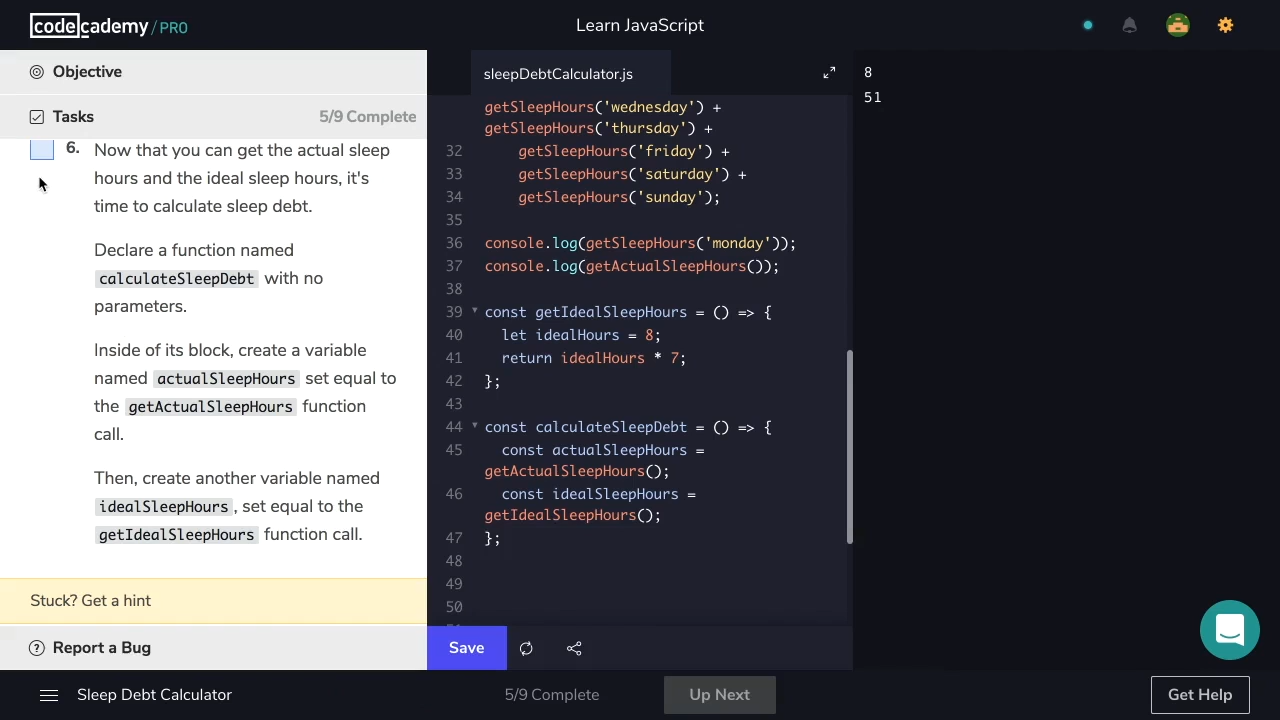 codecademy/PRO
Learn JavaScript
Objective
Tasks
5/9 Complete
6. Now that you can get the actual sleep
hours and the ideal sleep hours, it's
time to calculate sleep debt.
Declare a function named
calculateSleepDebt with no
parameters.
Inside of its block, create a variable
named actualSleepHours set equal to
the getActualSleepHours function
call.
Then, create another variable named
idealSleepHours, set equal to the
getIdealSleepHours function call.
Stuck? Get a hint
Report a Bug
sleepDebtCalculator.js
getSleepHours('wednesday') +
getSleepHours('thursday') +
32 getSleepHours('friday') +
33 getSleepHours('saturday') +
34 getSleepHours('sunday');
35
36 console.log(getSleepHours('monday'));
37 console.log(getActualSleepHours());
38
39 const getIdealSleepHours = () => {
40 let idealHours = 8;
41 return idealHours * 7;
42 };
43
44 const calculateSleepDebt = () => {
45 const actualSleepHours =
getActualSleepHours();
46 const idealSleepHours =
getIdealSleepHours();
47 };
48
49
50
Save
8
51
Sleep Debt Calculator
5/9 Complete
Up Next
Get Help